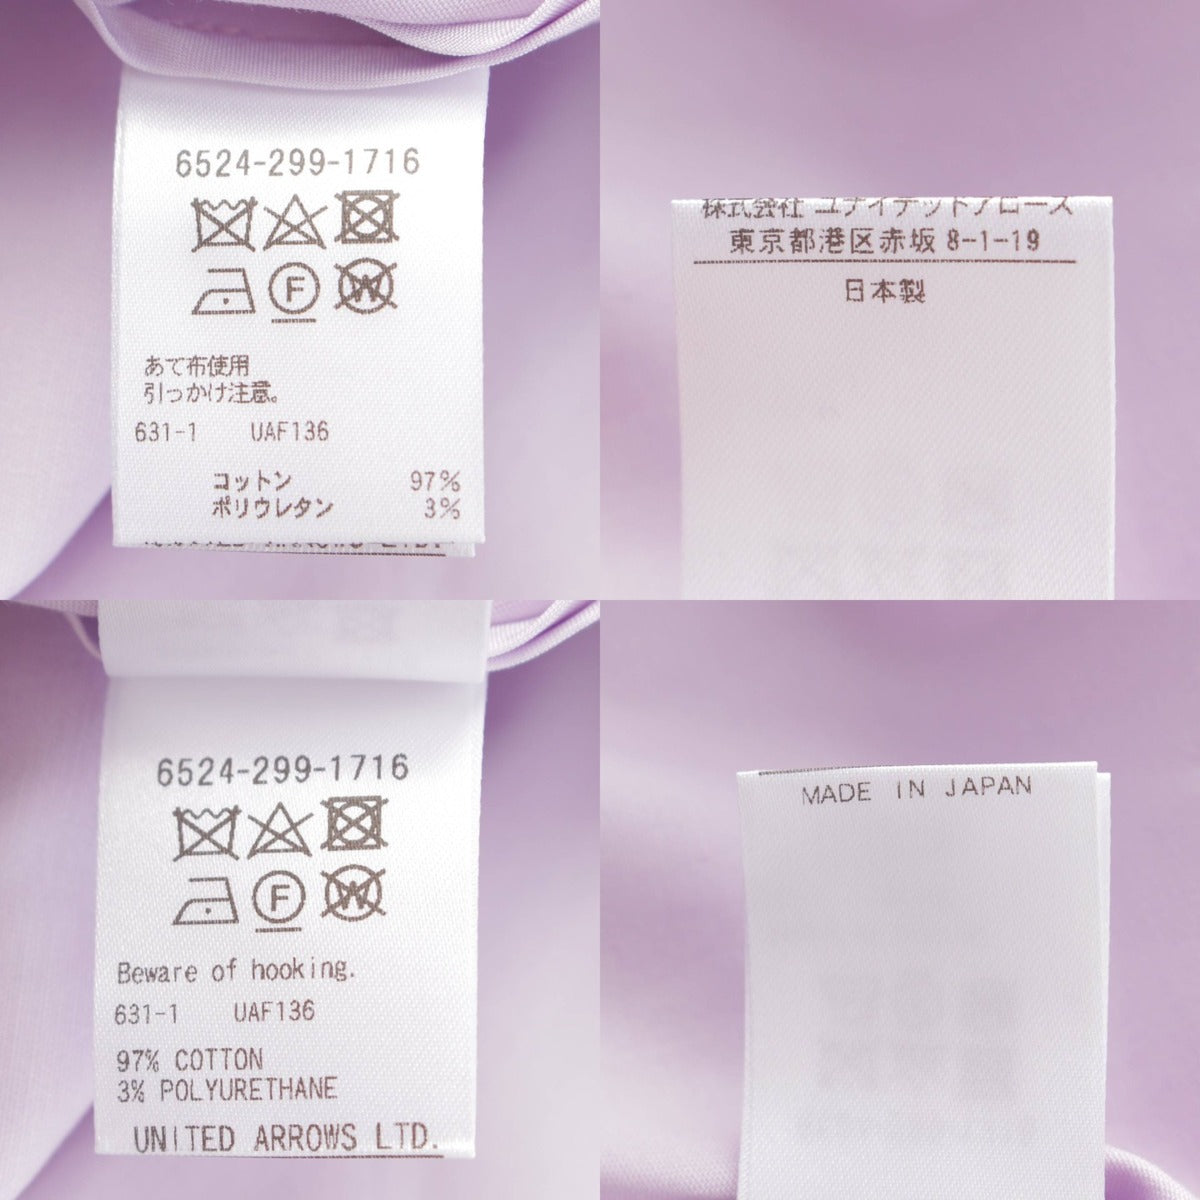 6524-299-1716
F
W
あて布使用
引っかけ注意。
631-1 UAF136
コットン 97%
ポリウレタン 3%
株式会社 ユナイテッドアローズ
東京都港区赤坂 8-1-19
日本製
6524-299-1716
F
W
Beware of hooking.
631-1 UAF136
97% COTTON
3% POLYURETHANE
UNITED ARROWS LTD.
MADE IN JAPAN